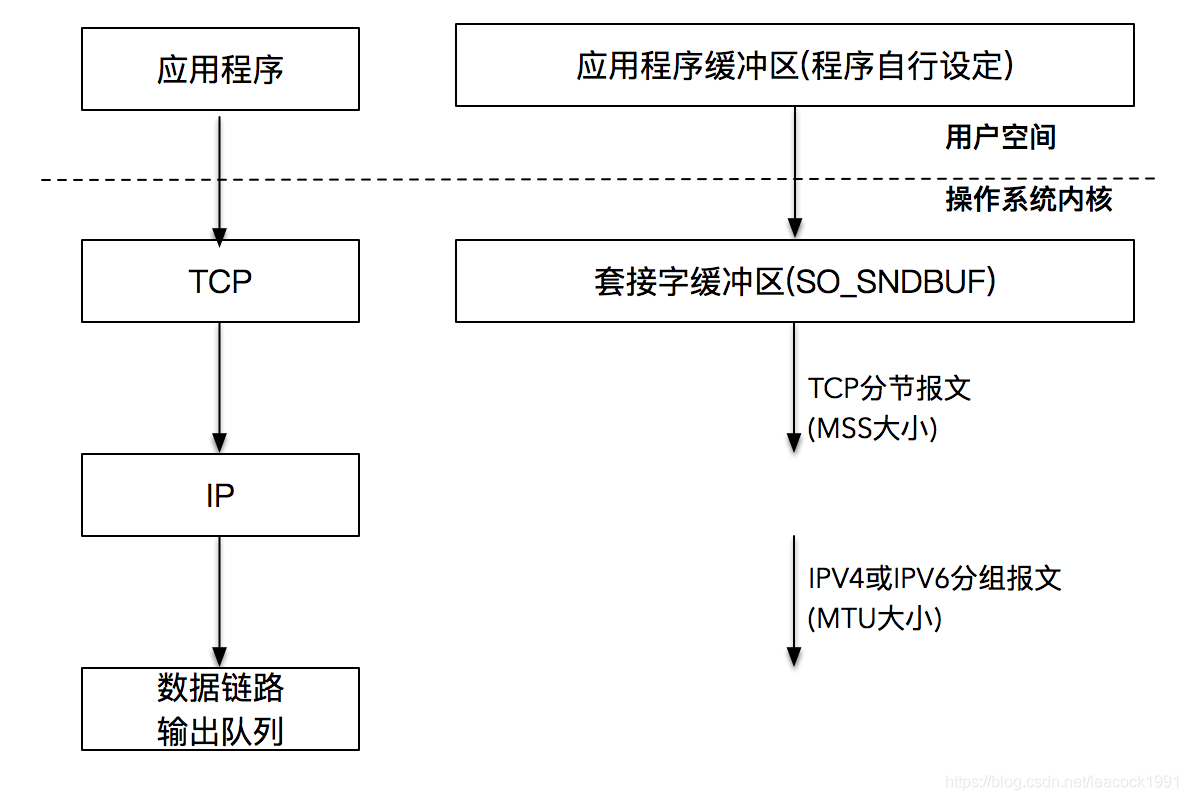 应用程序
应用程序缓冲区(程序自行设定)
用户空间
操作系统内核
TCP
套接字缓冲区(SO_SNDBUF)
TCP分节报文
(MSS大小)
IP
IPV4或IPV6分组报文
(MTU大小)
数据链路
输出队列
https://blog.csdn.net/leacock1991